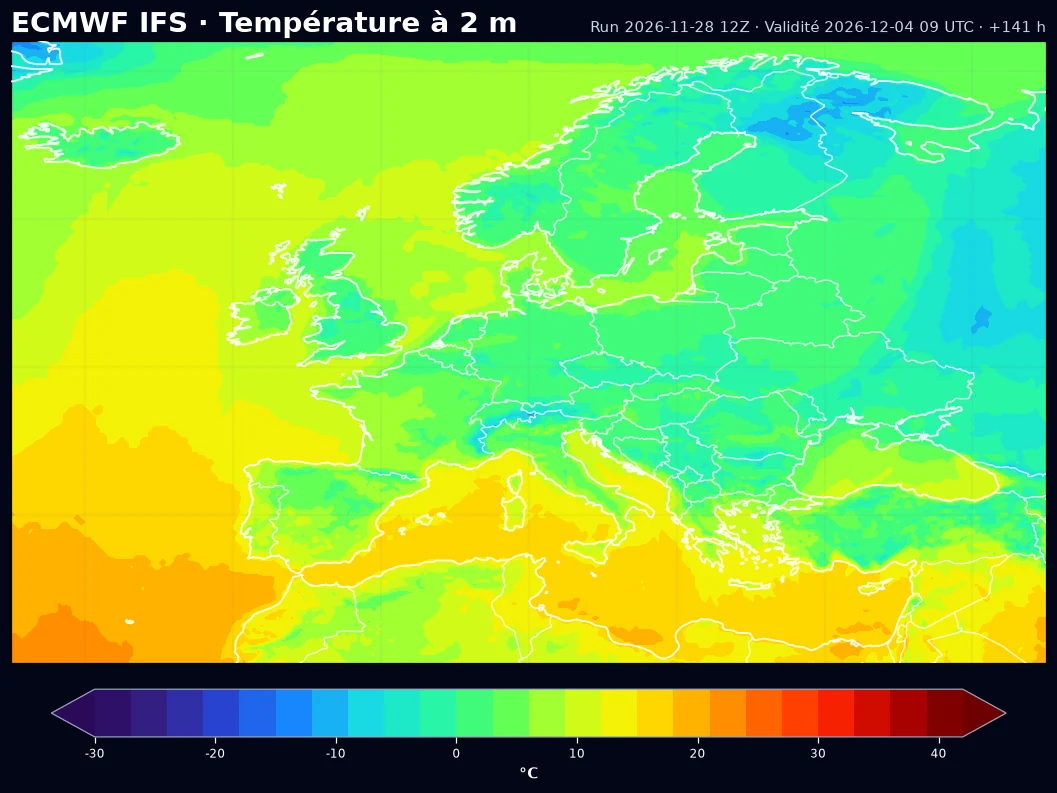 ECMWF IFS · Température à 2 m
Run 2026-11-28 12Z · Validité 2026-12-04 09 UTC · +141 h
-30 -20 -10 0 10 20 30 40
°C